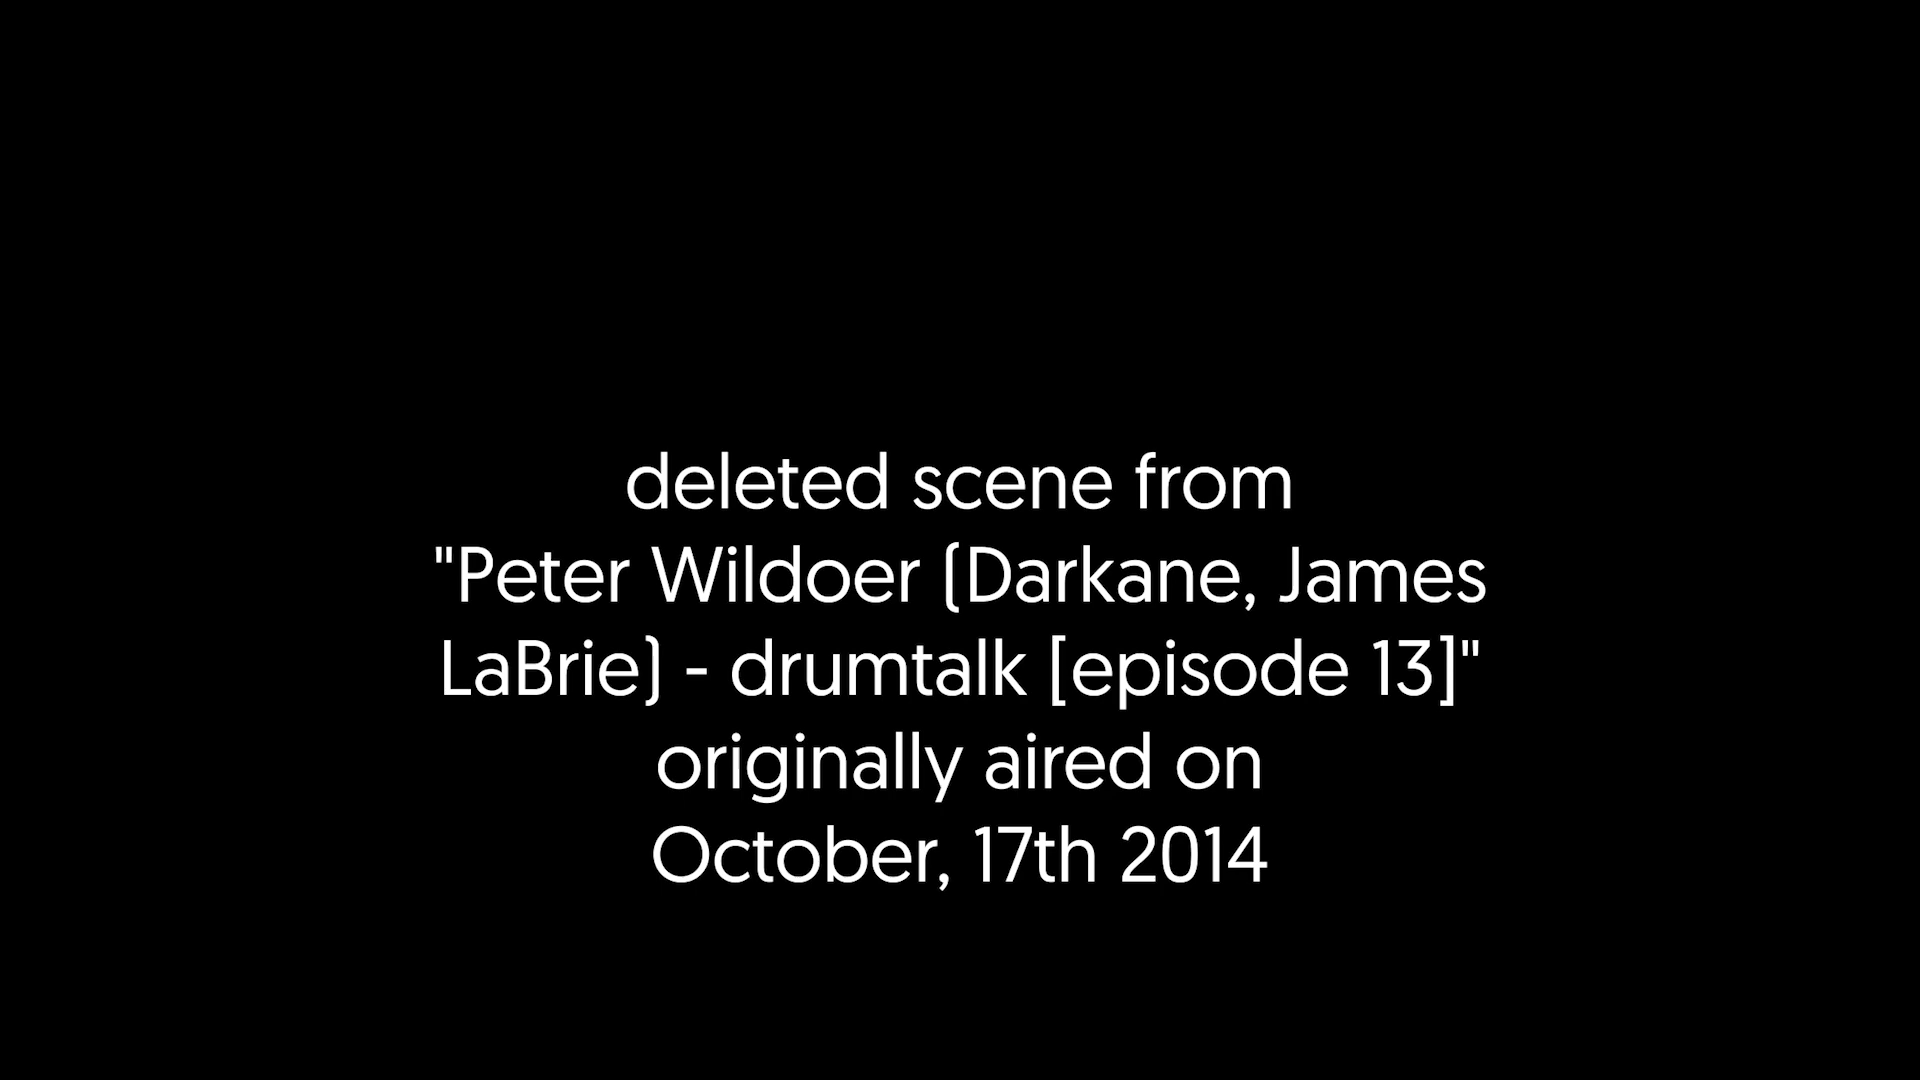 deleted scene from
"Peter Wildoer (Darkane, James
LaBrie) - drumtalk [episode 13]"
originally aired on
October, 17th 2014